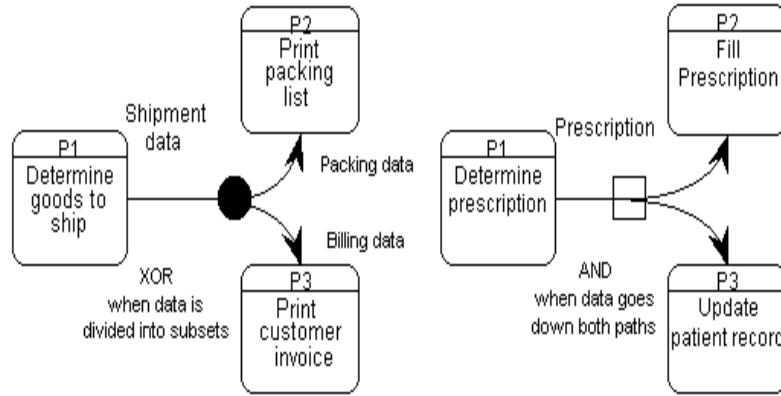 P2
Print
packing
list
Shipment
data
P1
Determine
goods to
ship
Packing data
Billing data
XOR
when data is
divided into subsets
P3
Print
customer
invoice
P2
Fill
Prescription
Prescription
P1
Determine
prescription
AND
when data goes
down both paths
P3
Update
patient record